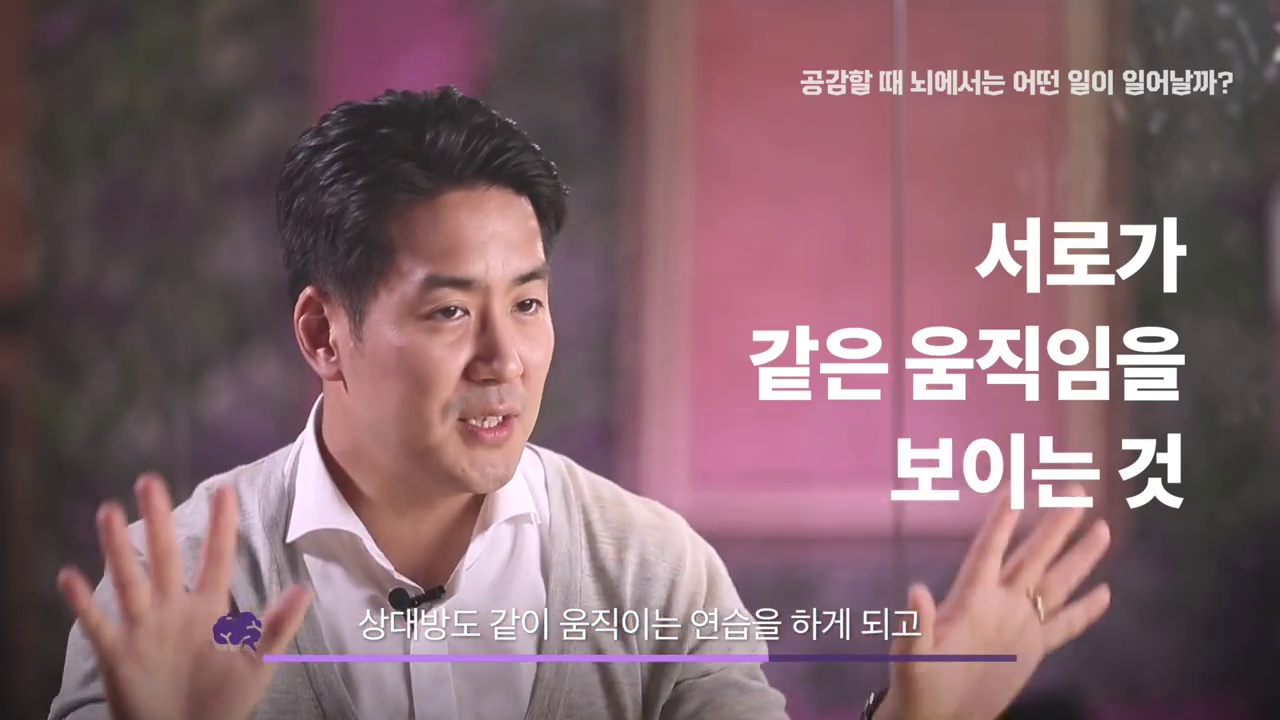 공감할 때 뇌에서는 어떤 일이 일어날까?
서로가
같은 움직임을
보이는 것
상대방도 같이 움직이는 연습을 하게 되고